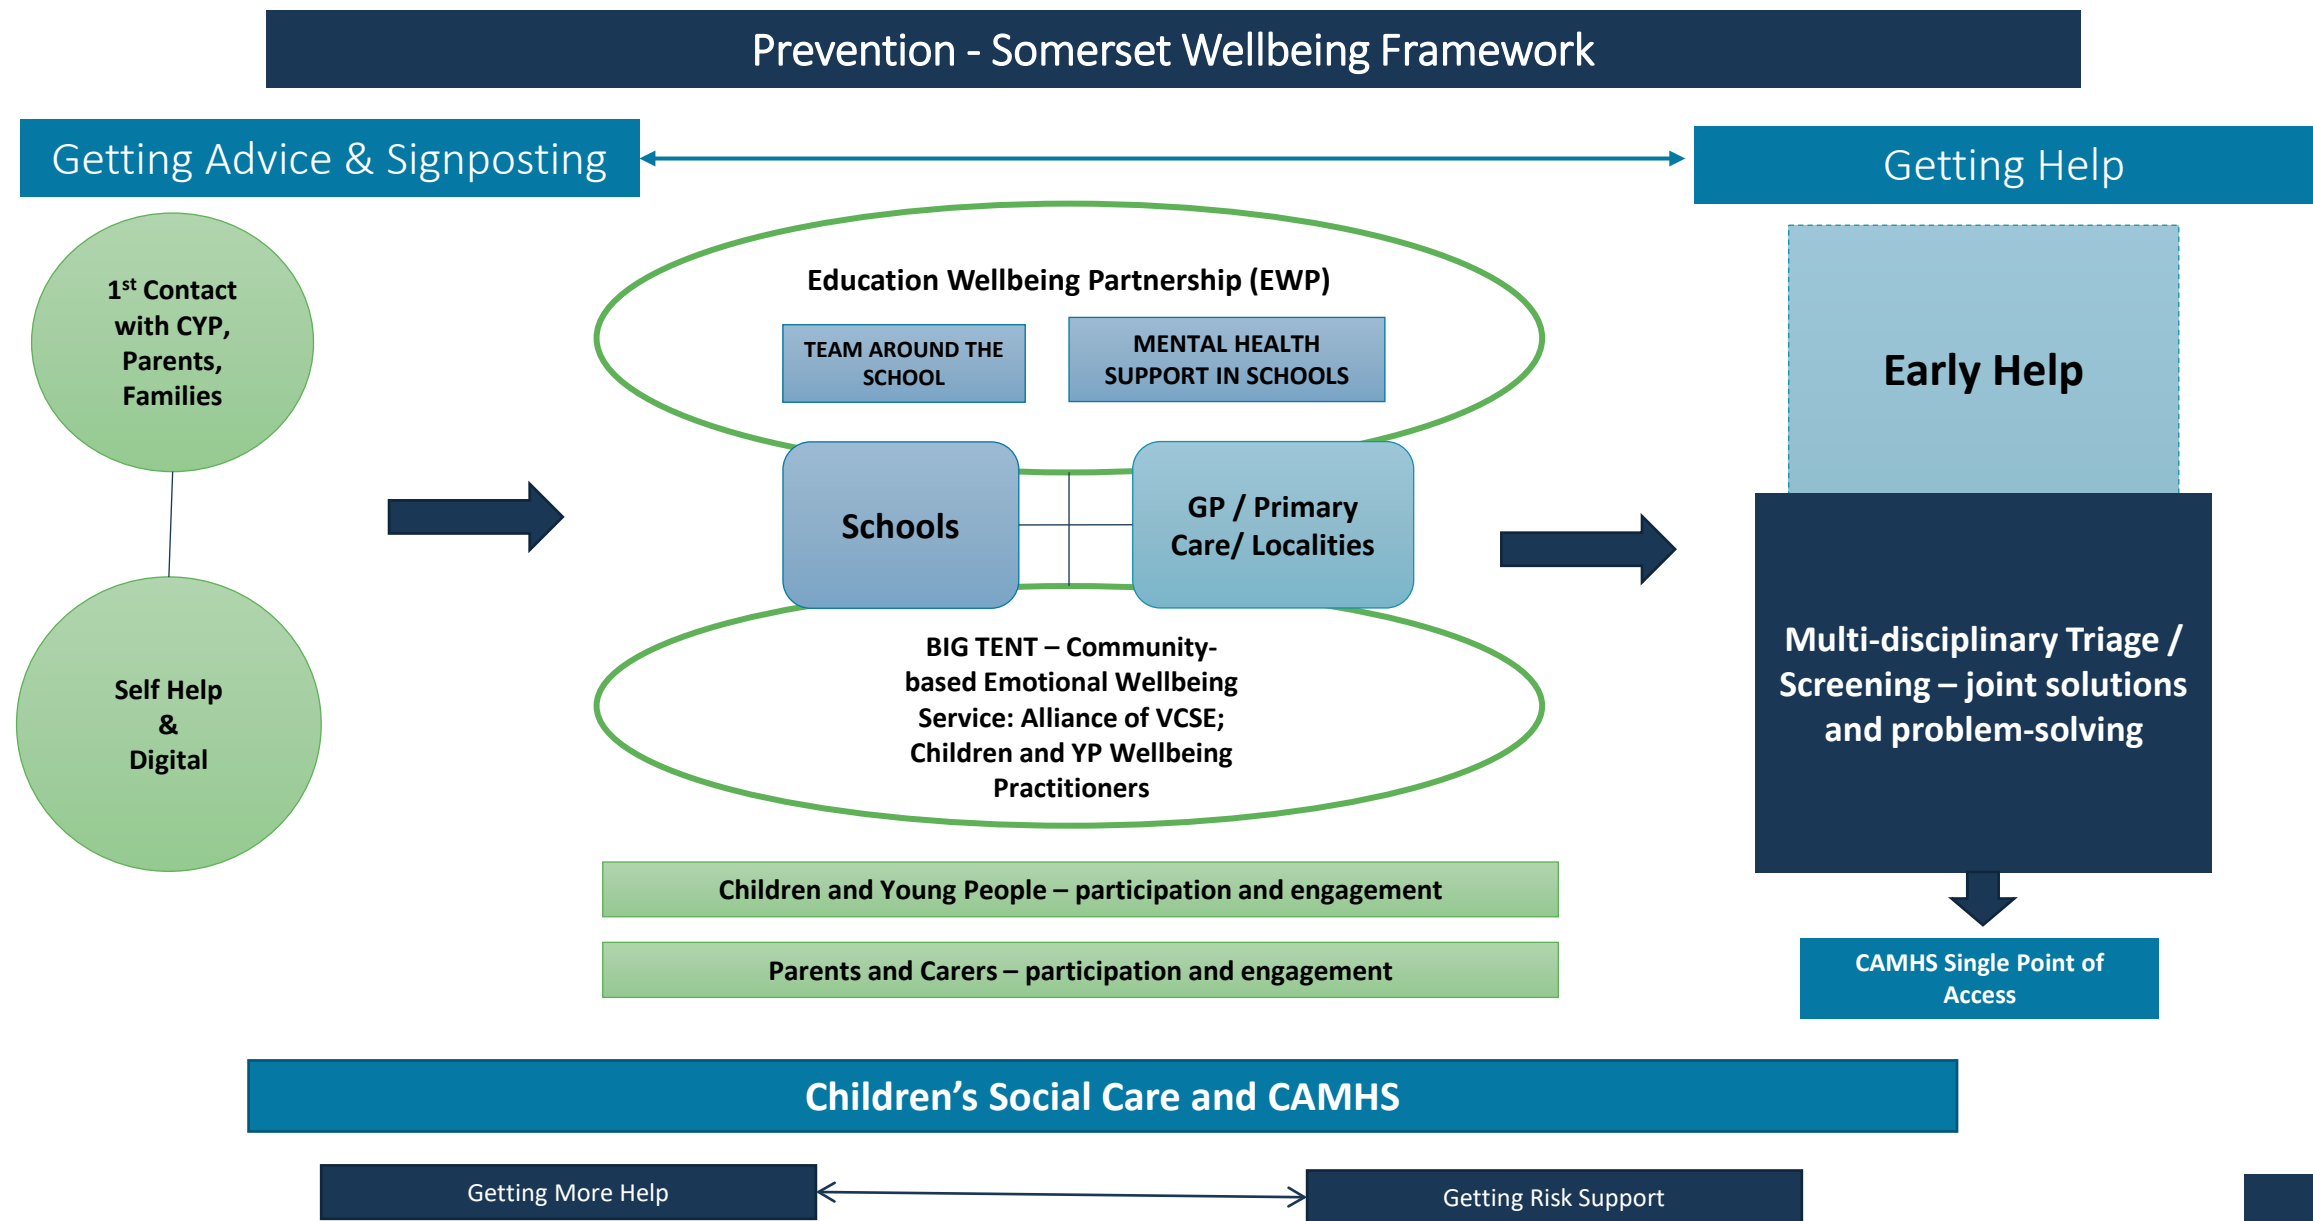 Prevention - Somerset Wellbeing Framework
Getting Advice & Signposting
Getting Help
1st Contact
with CYP,
Parents,
Families
Self Help
&
Digital
Education Wellbeing Partnership (EWP)
TEAM AROUND THE
SCHOOL
MENTAL HEALTH
SUPPORT IN SCHOOLS
Schools
GP / Primary
Care/ Localities
BIG TENT – Community-
based Emotional Wellbeing
Service: Alliance of VCSE;
Children and YP Wellbeing
Practitioners
Children and Young People – participation and engagement
Parents and Carers – participation and engagement
Early Help
Multi-disciplinary Triage /
Screening – joint solutions
and problem-solving
CAMHS Single Point of
Access
Children’s Social Care and CAMHS
Getting More Help
Getting Risk Support